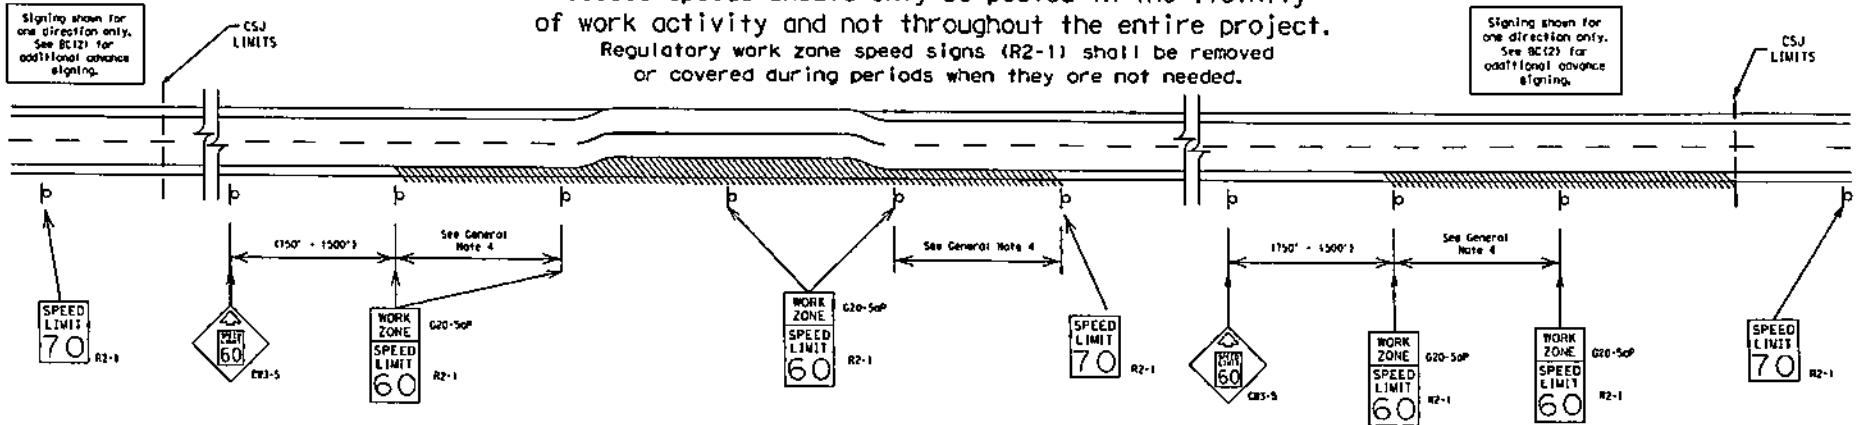 of work activity and not throughout the entire project.
Regulatory work zone speed signs (R2-1) shall be removed
or covered during periods when they are not needed.
Signing shown for
one direction only.
See BC(2) for
additional advance
signing.
CSJ
LIMITS
Signing shown for
one direction only.
See BC(2) for
additional advance
signing.
CSJ
LIMITS
(750' - 1500')
See General
Note 4
See General Note 4
(750' - 1500')
See General
Note 4
SPEED
LIMIT
70
R2-1
60
CW3-5
WORK
ZONE
G20-5aP
SPEED
LIMIT
60
R2-1
WORK
ZONE
G20-5aP
SPEED
LIMIT
60
R2-1
SPEED
LIMIT
70
R2-1
60
CW3-5
WORK
ZONE
G20-5aP
SPEED
LIMIT
60
R2-1
WORK
ZONE
G20-5aP
SPEED
LIMIT
60
R2-1
SPEED
LIMIT
70
R2-1